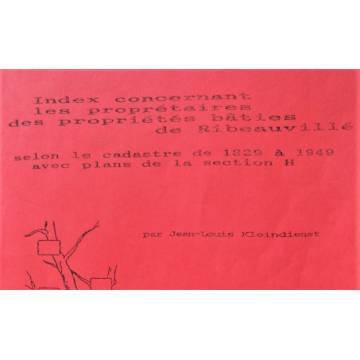 Index concernant
les proprétaires
des propriétés bâties
de Ribeauvillé
selon le cadastre de 1829 à 1949
avec plans de la section H
par Jean-Louis Kleindienst